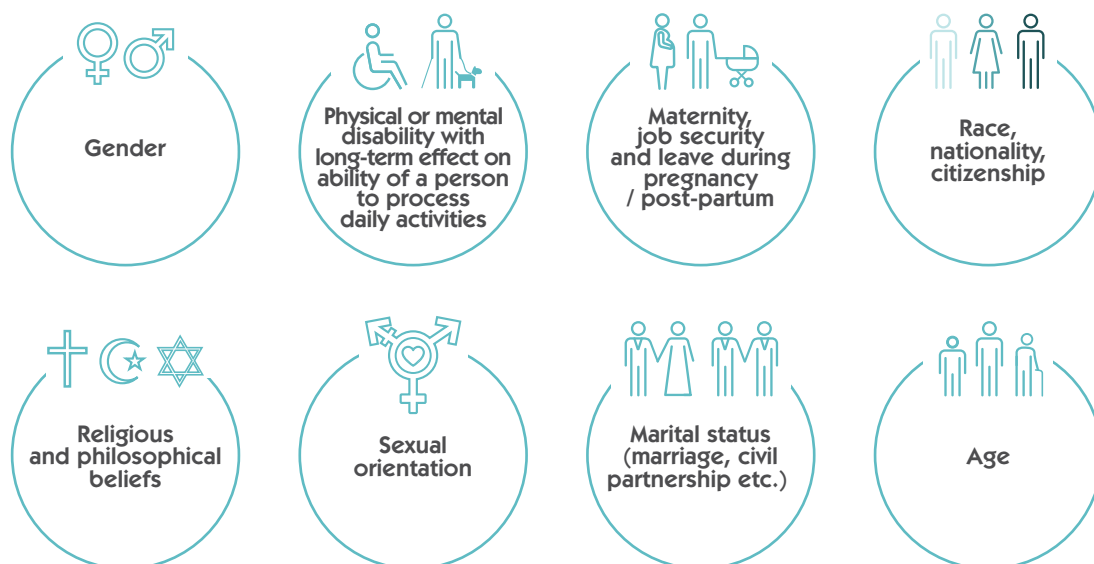 Gender
Physical or mental
disability with
long-term effect on
ability of a person
to process
daily activities
Maternity,
job security
and leave during
pregnancy
/ post-partum
Race,
nationality,
citizenship
Religious
and philosophical
beliefs
Sexual
orientation
Marital status
(marriage, civil
partnership etc.)
Age